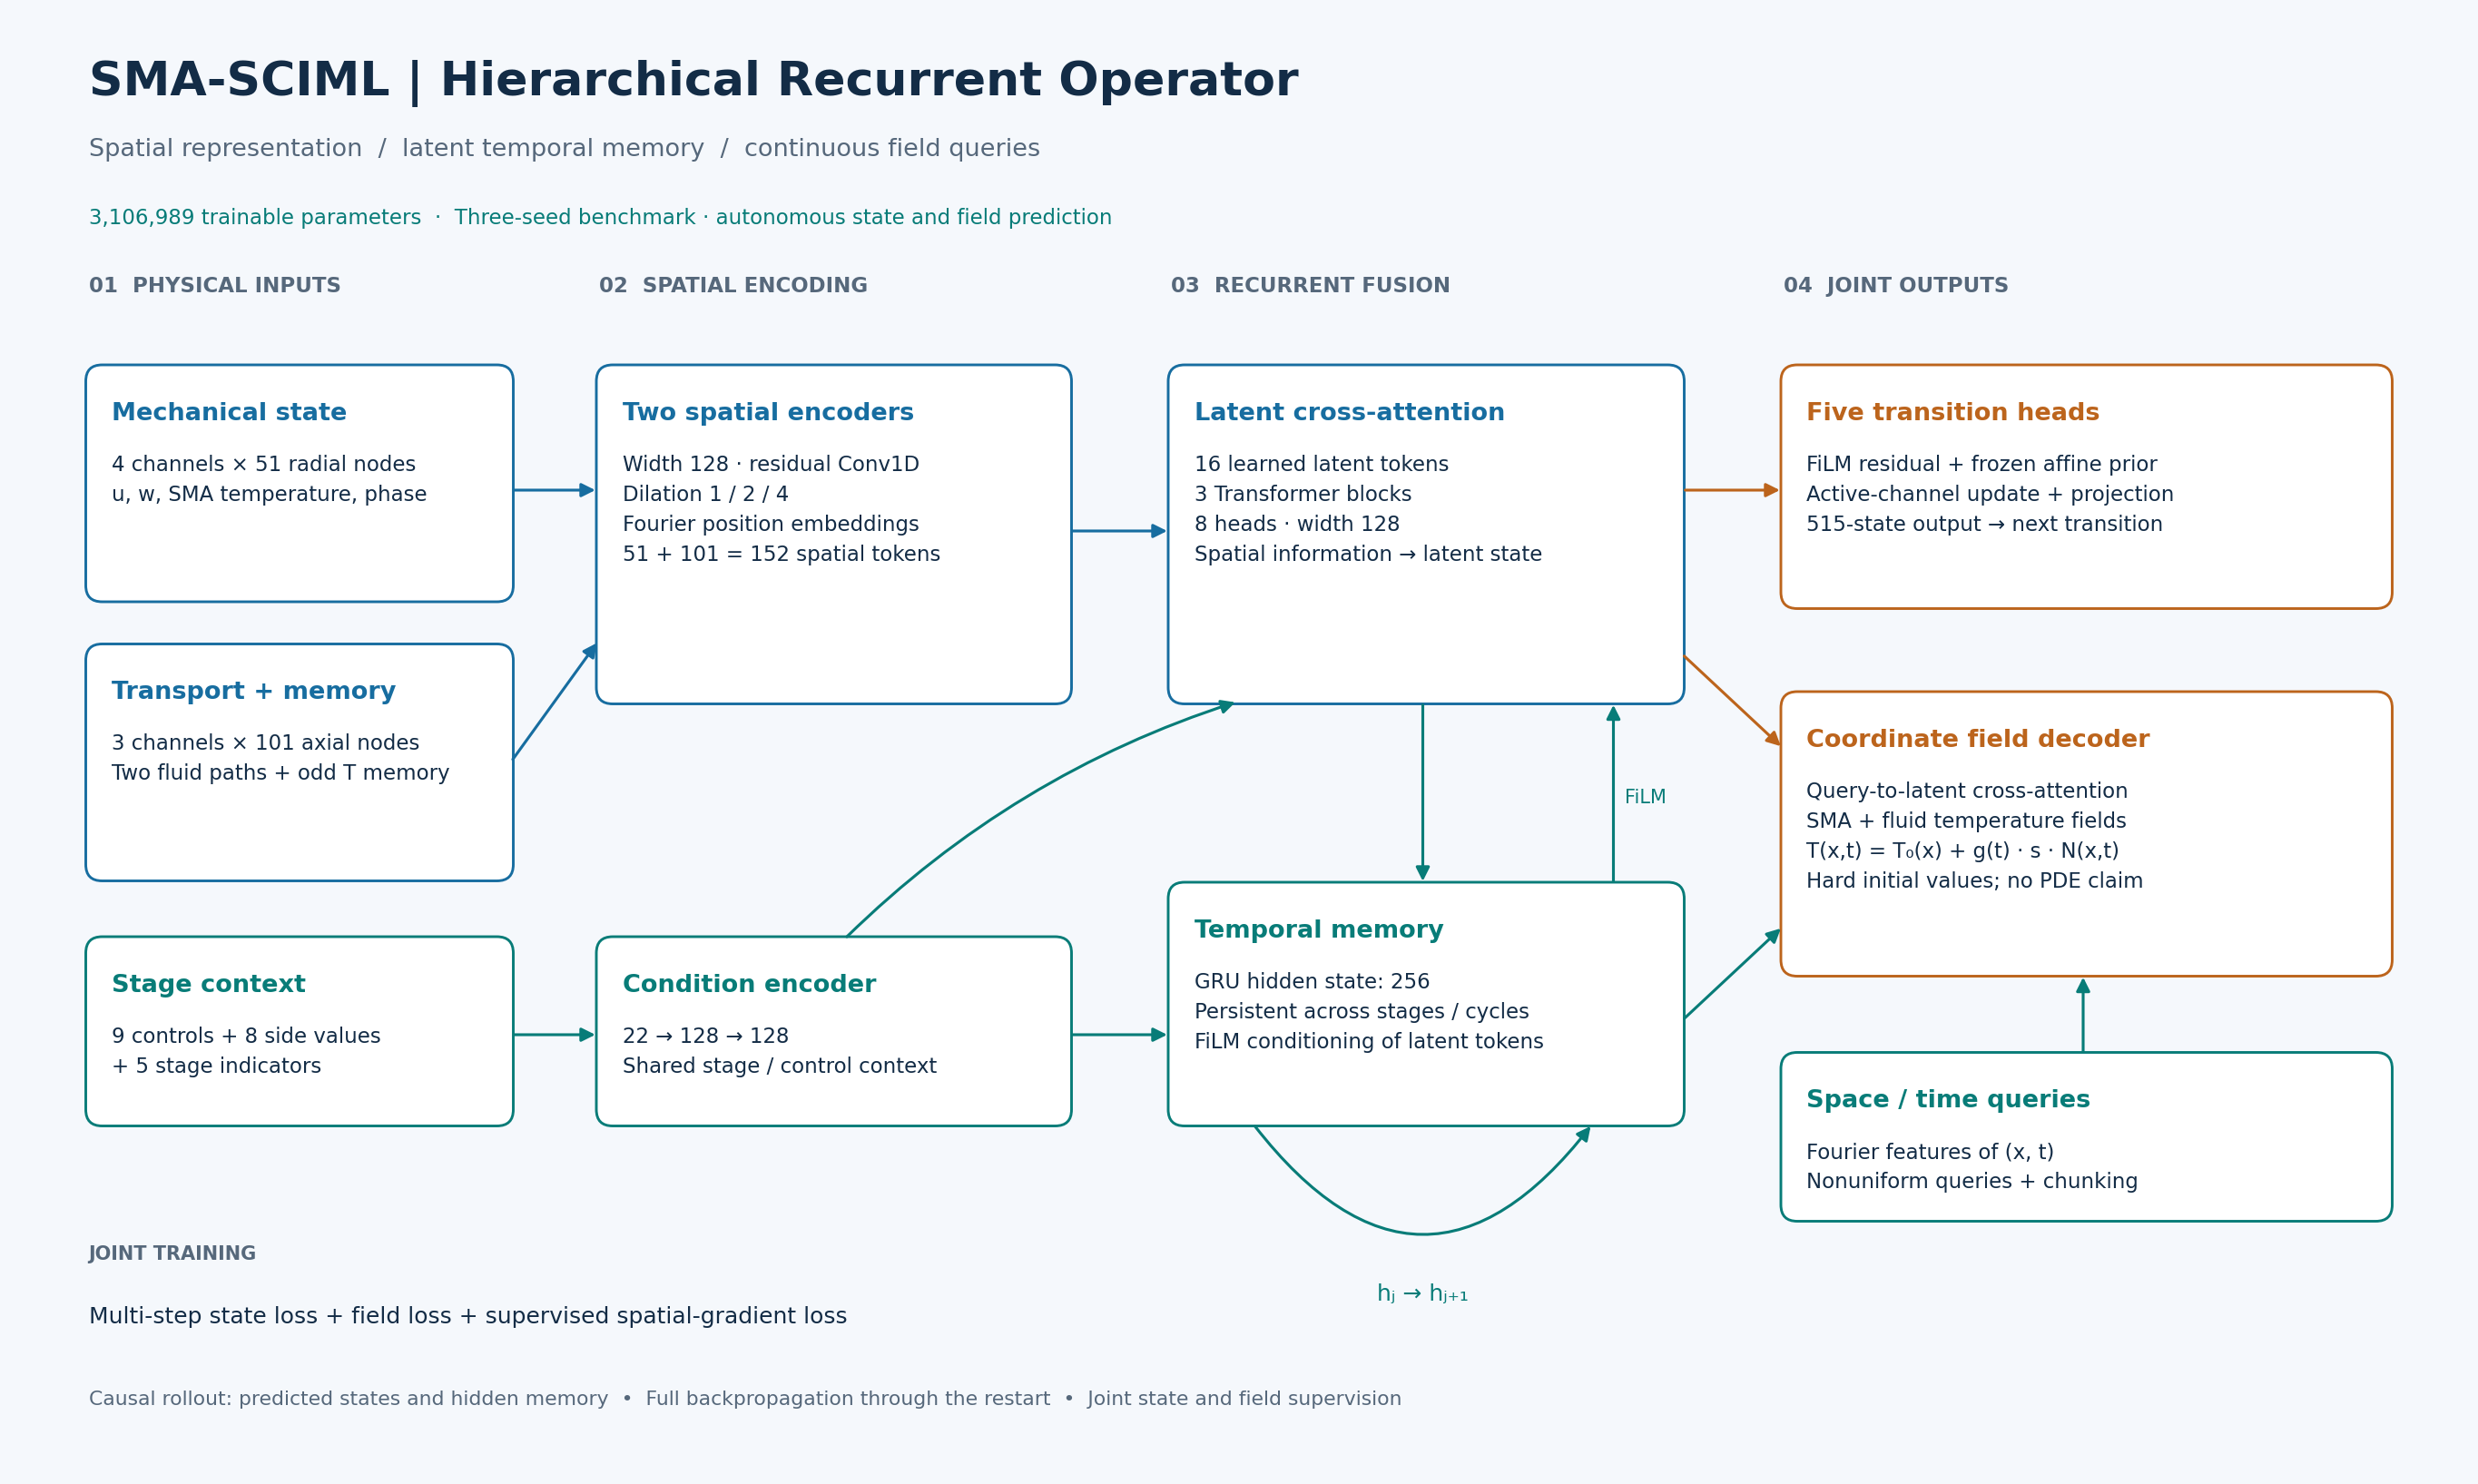 SMA-SCIML | Hierarchical Recurrent Operator
Spatial representation / latent temporal memory / continuous field queries
3,106,989 trainable parameters · Three-seed benchmark · autonomous state and field prediction
01 PHYSICAL INPUTS
Mechanical state
4 channels × 51 radial nodes
u, w, SMA temperature, phase
Transport + memory
3 channels × 101 axial nodes
Two fluid paths + odd T memory
Stage context
9 controls + 8 side values
+ 5 stage indicators
02 SPATIAL ENCODING
Two spatial encoders
Width 128 · residual Conv1D
Dilation 1 / 2 / 4
Fourier position embeddings
51 + 101 = 152 spatial tokens
Condition encoder
22 → 128 → 128
Shared stage / control context
03 RECURRENT FUSION
Latent cross-attention
16 learned latent tokens
3 Transformer blocks
8 heads · width 128
Spatial information → latent state
FiLM
Temporal memory
GRU hidden state: 256
Persistent across stages / cycles
FiLM conditioning of latent tokens
hⱼ → hⱼ₊₁
04 JOINT OUTPUTS
Five transition heads
FiLM residual + frozen affine prior
Active-channel update + projection
515-state output → next transition
Coordinate field decoder
Query-to-latent cross-attention
SMA + fluid temperature fields
T(x,t) = T₀(x) + g(t) · s · N(x,t)
Hard initial values; no PDE claim
Space / time queries
Fourier features of (x, t)
Nonuniform queries + chunking
JOINT TRAINING
Multi-step state loss + field loss + supervised spatial-gradient loss
Causal rollout: predicted states and hidden memory • Full backpropagation through the restart • Joint state and field supervision